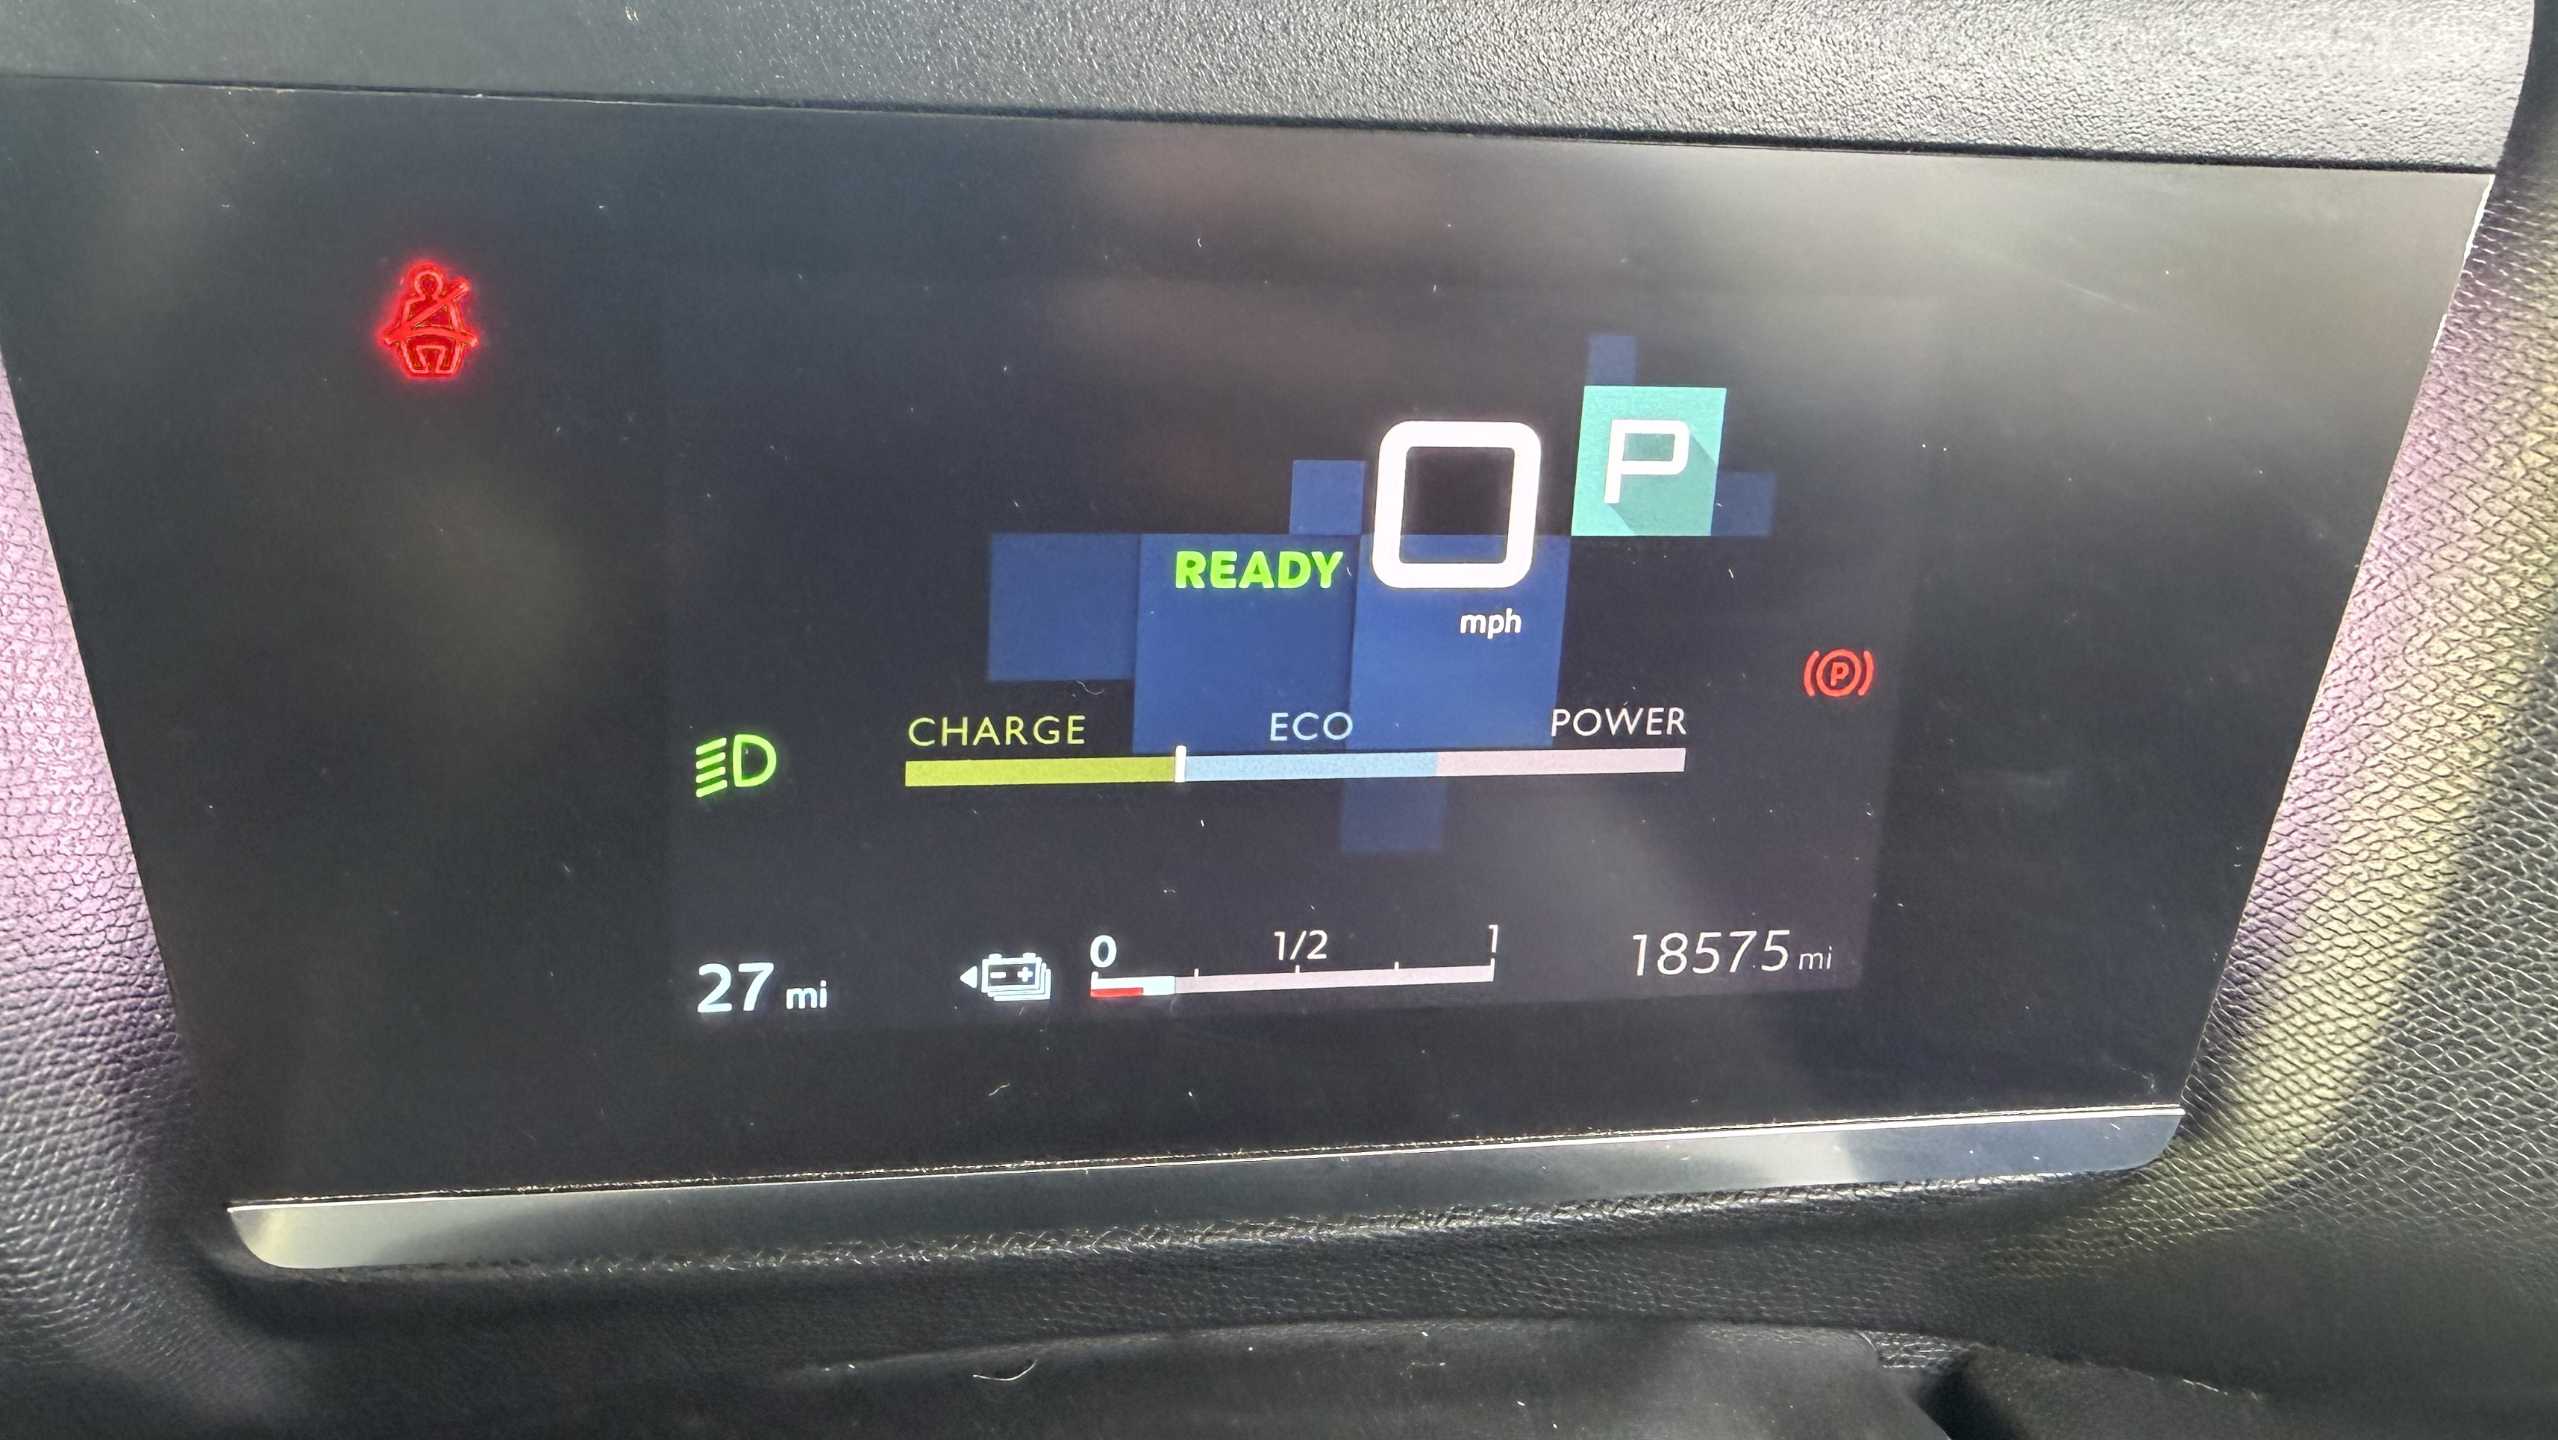 P
0
READY
mph
P
CHARGE ECO POWER
0 1/2 1
27 mi
18575 mi